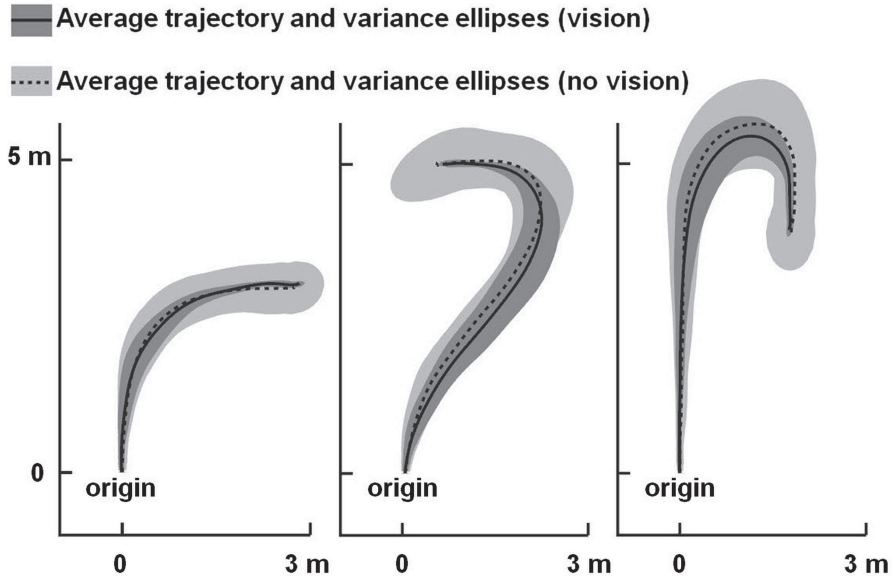 Average trajectory and variance ellipses (vision)
Average trajectory and variance ellipses (no vision)
5 m
0
origin
origin
origin
0
3 m
0
3 m
0
3 m